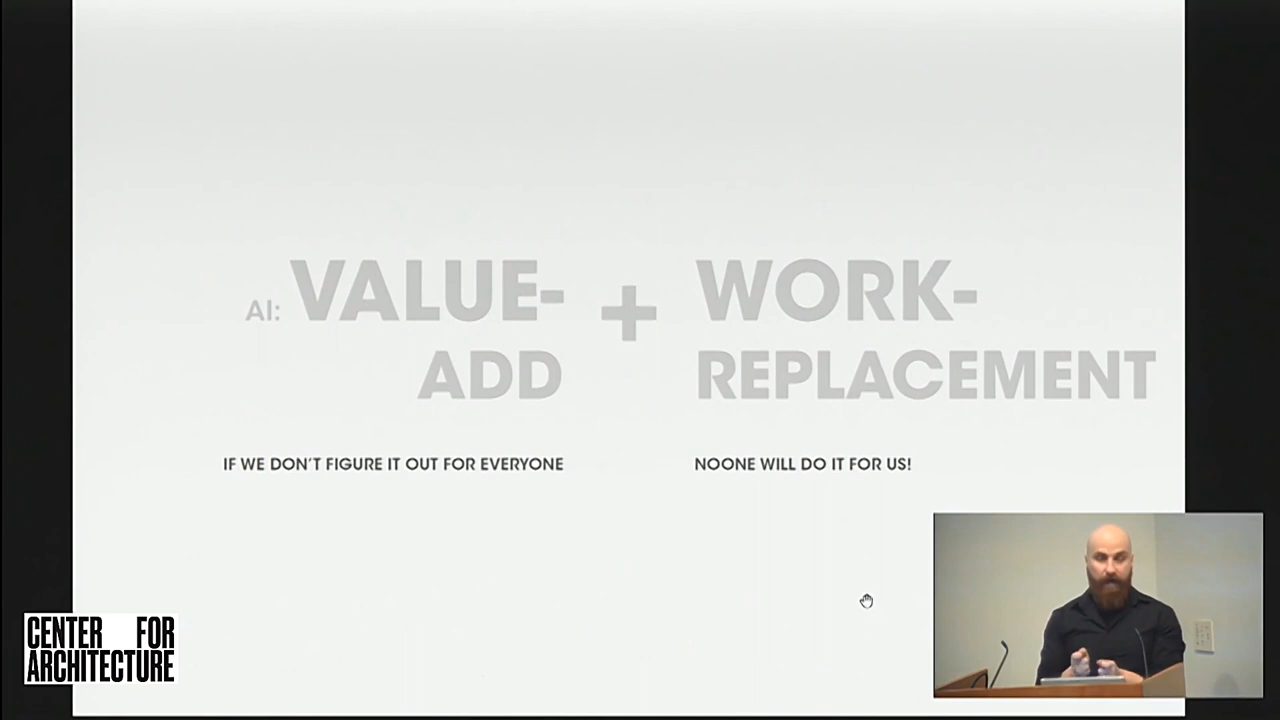 AI: VALUE- + WORK-
ADD REPLACEMENT
IF WE DON'T FIGURE IT OUT FOR EVERYONE NOONE WILL DO IT FOR US!
CENTER FOR
ARCHITECTURE